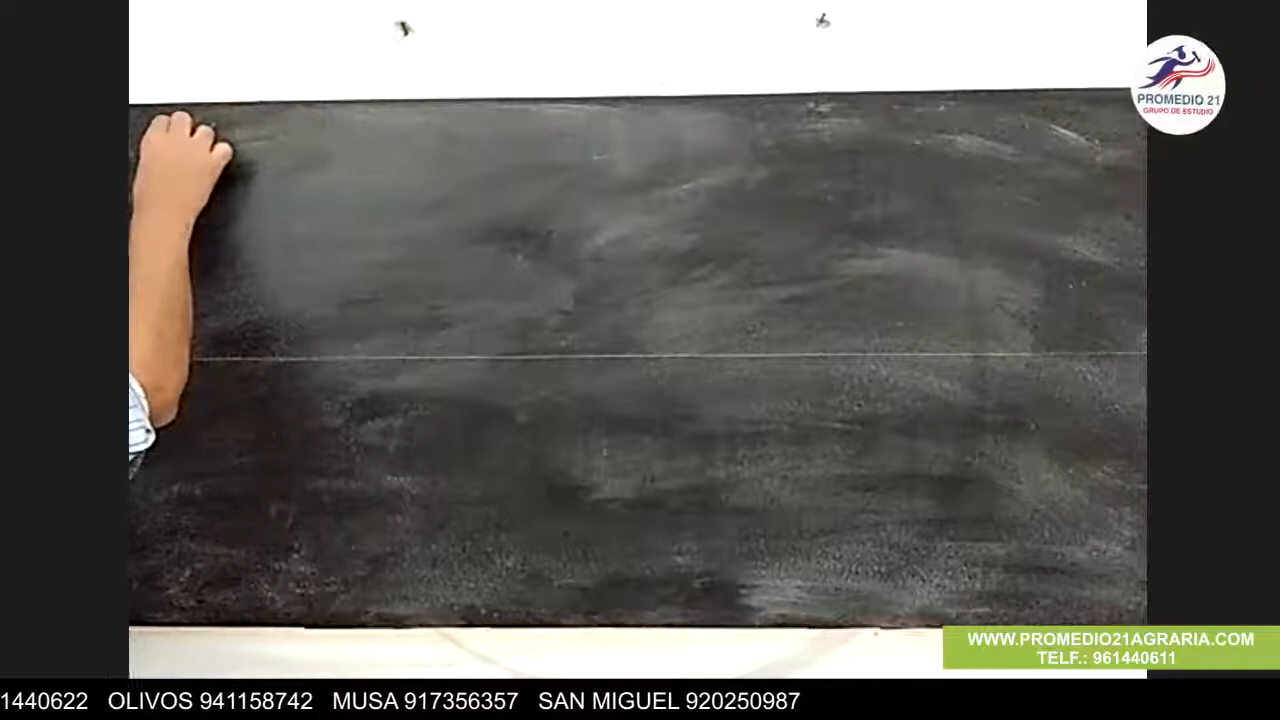 PROMEDIO 21
GRUPO DE ESTUDIO
WWW.PROMEDIO21AGRARIA.COM
TELF.: 961440611
1440622 OLIVOS 941158742 MUSA 917356357 SAN MIGUEL 920250987